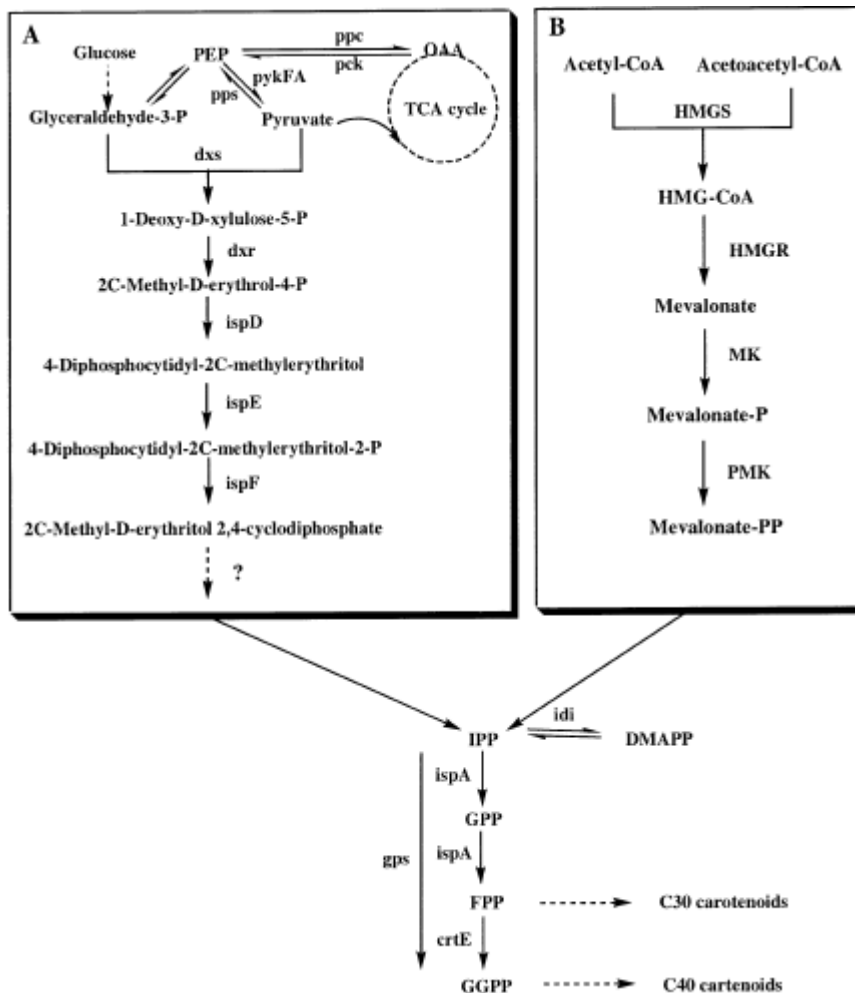 A
Glucose
PEP
ppc
OAA
pck
pykFA
pps
Glyceraldehyde-3-P
Pyruvate
TCA cycle
dxs
1-Deoxy-D-xylulose-5-P
dxr
2C-Methyl-D-erythrol-4-P
ispD
4-Diphosphocytidyl-2C-methylerythritol
ispE
4-Diphosphocytidyl-2C-methylerythritol-2-P
ispF
2C-Methyl-D-erythritol 2,4-cyclodiphosphate
?
B
Acetyl-CoA Acetoacetyl-CoA
HMGS
HMG-CoA
HMGR
Mevalonate
MK
Mevalonate-P
PMK
Mevalonate-PP
idi
IPP
DMAPP
ispA
GPP
gps
ispA
FPP
C30 carotenoids
crtE
GGPP
C40 cartenoids